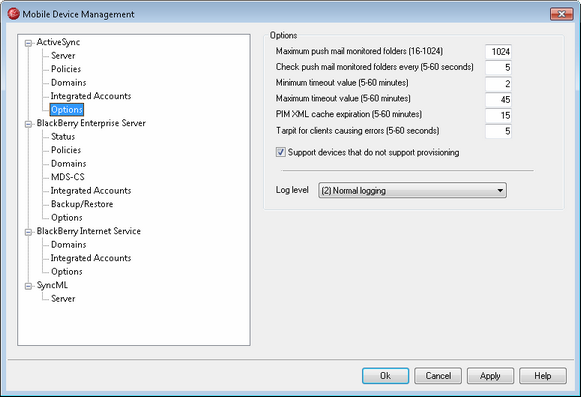 Mobile Device Management
ActiveSync
Server
Policies
Domains
Integrated Accounts
Options
BlackBerry Enterprise Server
Status
Policies
Domains
MDS-CS
Integrated Accounts
Backup/Restore
Options
BlackBerry Internet Service
Domains
Integrated Accounts
Options
SyncML
Server
Options
Maximum push mail monitored folders (16-1024) 1024
Check push mail monitored folders every (5-60 seconds) 5
Minimum timeout value (5-60 minutes) 2
Maximum timeout value (5-60 minutes) 45
PIM XML cache expiration (5-60 minutes) 15
Tarpit for clients causing errors (5-60 seconds) 5
Support devices that do not support provisioning
Log level (2) Normal logging
Ok Cancel Apply Help